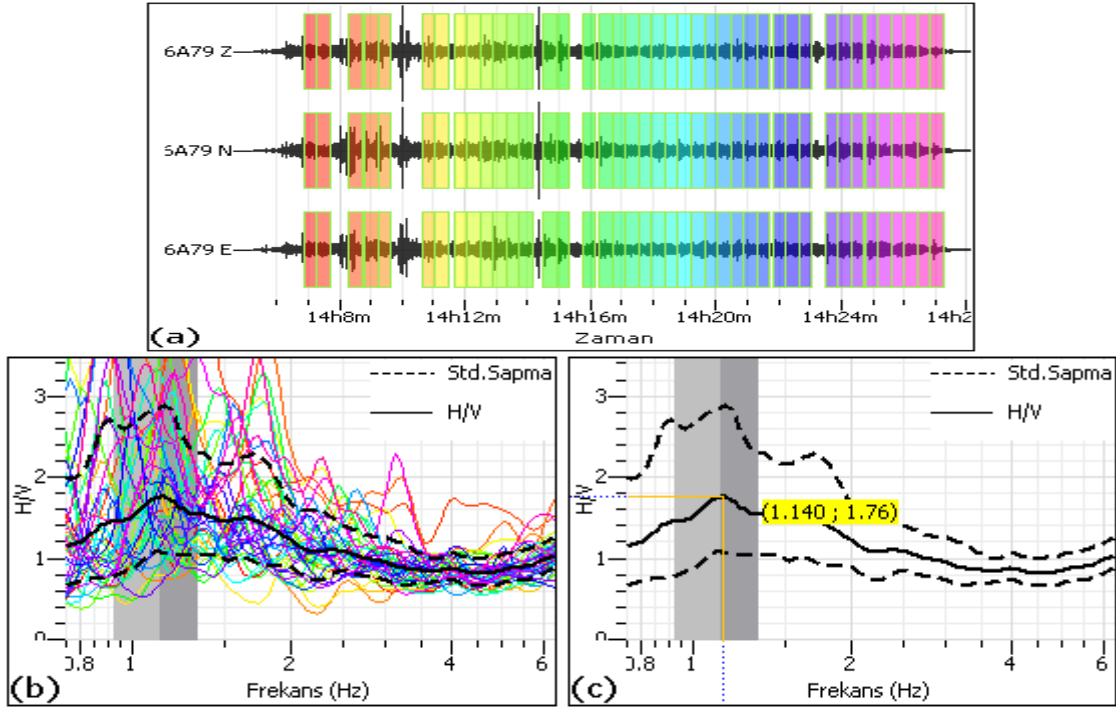 6A79 Z
5A79 N
6A79 E
14h8m 14h12m 14h16m 14h20m 14h24m 14h2
Zaman
(a)
3
2
1
0
H/V
Std.Sapma
H/V
0.8 1 2 4 6
Frekans (Hz)
(b)
3
2
1
0
H/V
Std.Sapma
H/V
(1.140 ; 1.76)
0.8 1 2 4 6
Frekans (Hz)
(c)